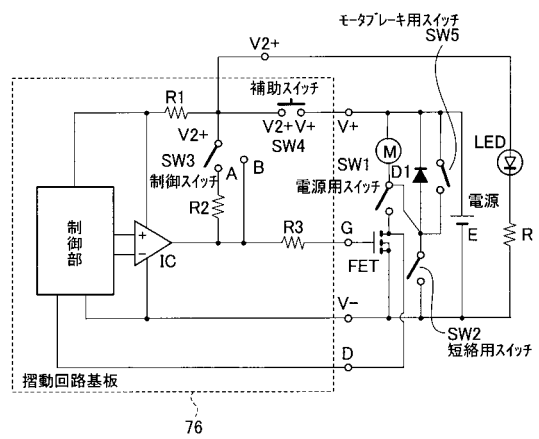 モータブレーキ用スイッチ
SW5
V2+
R1
補助スイッチ
V2+
V2+ V+
SW4
V+
SW3
制御スイッチ
A
B
R2
M
SW1
電源用スイッチ
D1
LED
電源
E
R
制御部
+
−
IC
R3
G
FET
V-
SW2
短絡用スイッチ
D
摺動回路基板
76